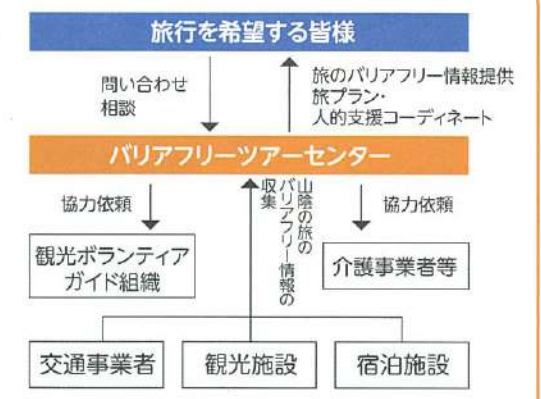 旅行を希望する皆様
問い合わせ
相談
旅のバリアフリー情報提供
旅プラン・
人的支援コーディネート
バリアフリーツアーセンター
協力依頼
山陰の旅の
バリアフリー情報の
収集
協力依頼
観光ボランティア
ガイド組織
介護事業者等
交通事業者
観光施設
宿泊施設